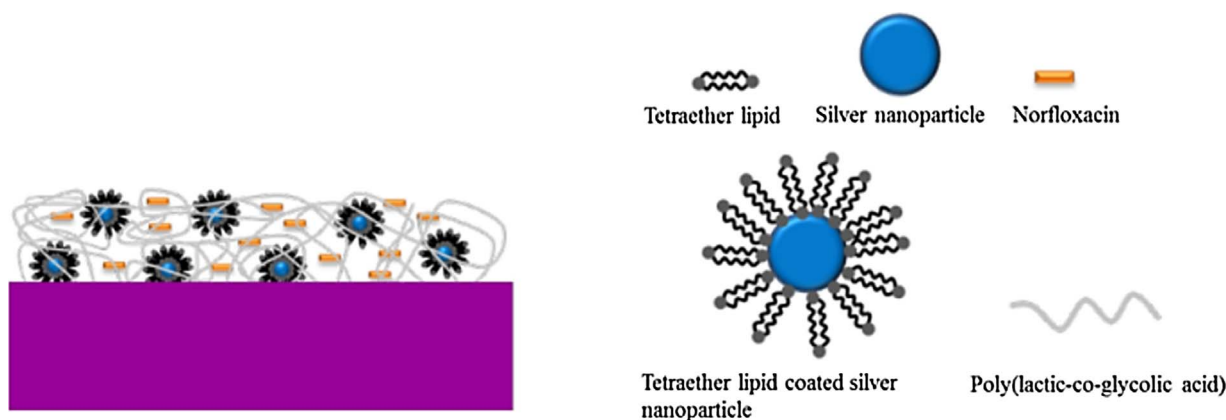 Tetraether lipid
Silver nanoparticle
Norfloxacin
Tetraether lipid coated silver
nanoparticle
Poly(lactic-co-glycolic acid)